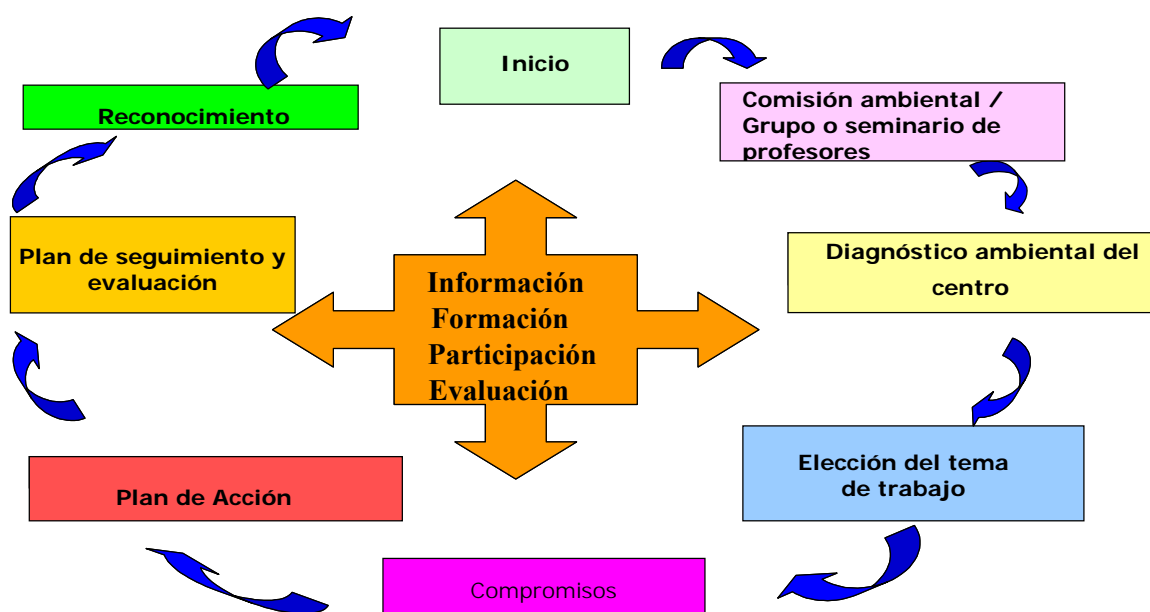 Inicio
Comisión ambiental /
Grupo o seminario de
profesores
Diagnóstico ambiental del
centro
Elección del tema
de trabajo
Compromisos
Plan de Acción
Plan de seguimiento y
evaluación
Reconocimiento
Información
Formación
Participación
Evaluación